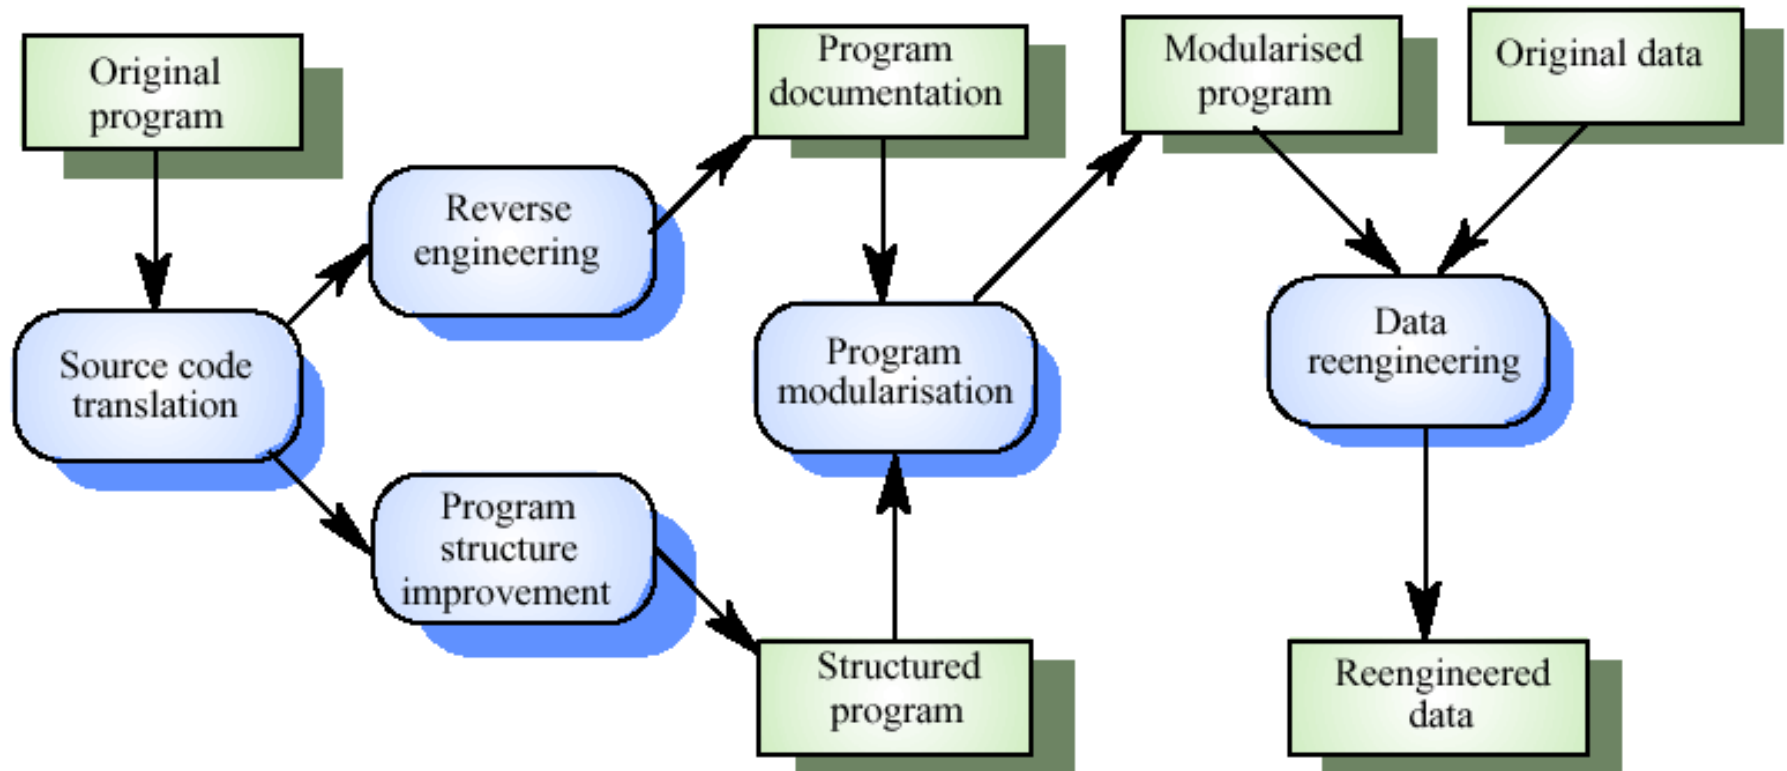 Original
program
Program
documentation
Modularised
program
Original data
Reverse
engineering
Source code
translation
Program
modularisation
Data
reengineering
Program
structure
improvement
Structured
program
Reengineered
data